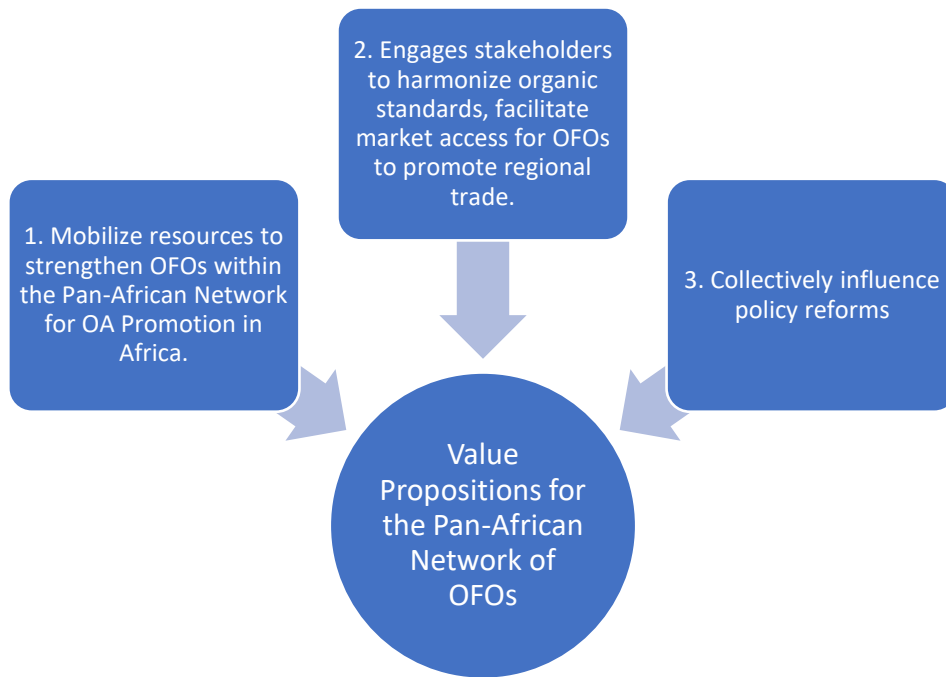 1. Mobilize resources to
strengthen OFOs within
the Pan-African Network
for OA Promotion in
Africa.
2. Engages stakeholders
to harmonize organic
standards, facilitate
market access for OFOs
to promote regional
trade.
3. Collectively influence
policy reforms
Value
Propositions for
the Pan-African
Network of
OFOs